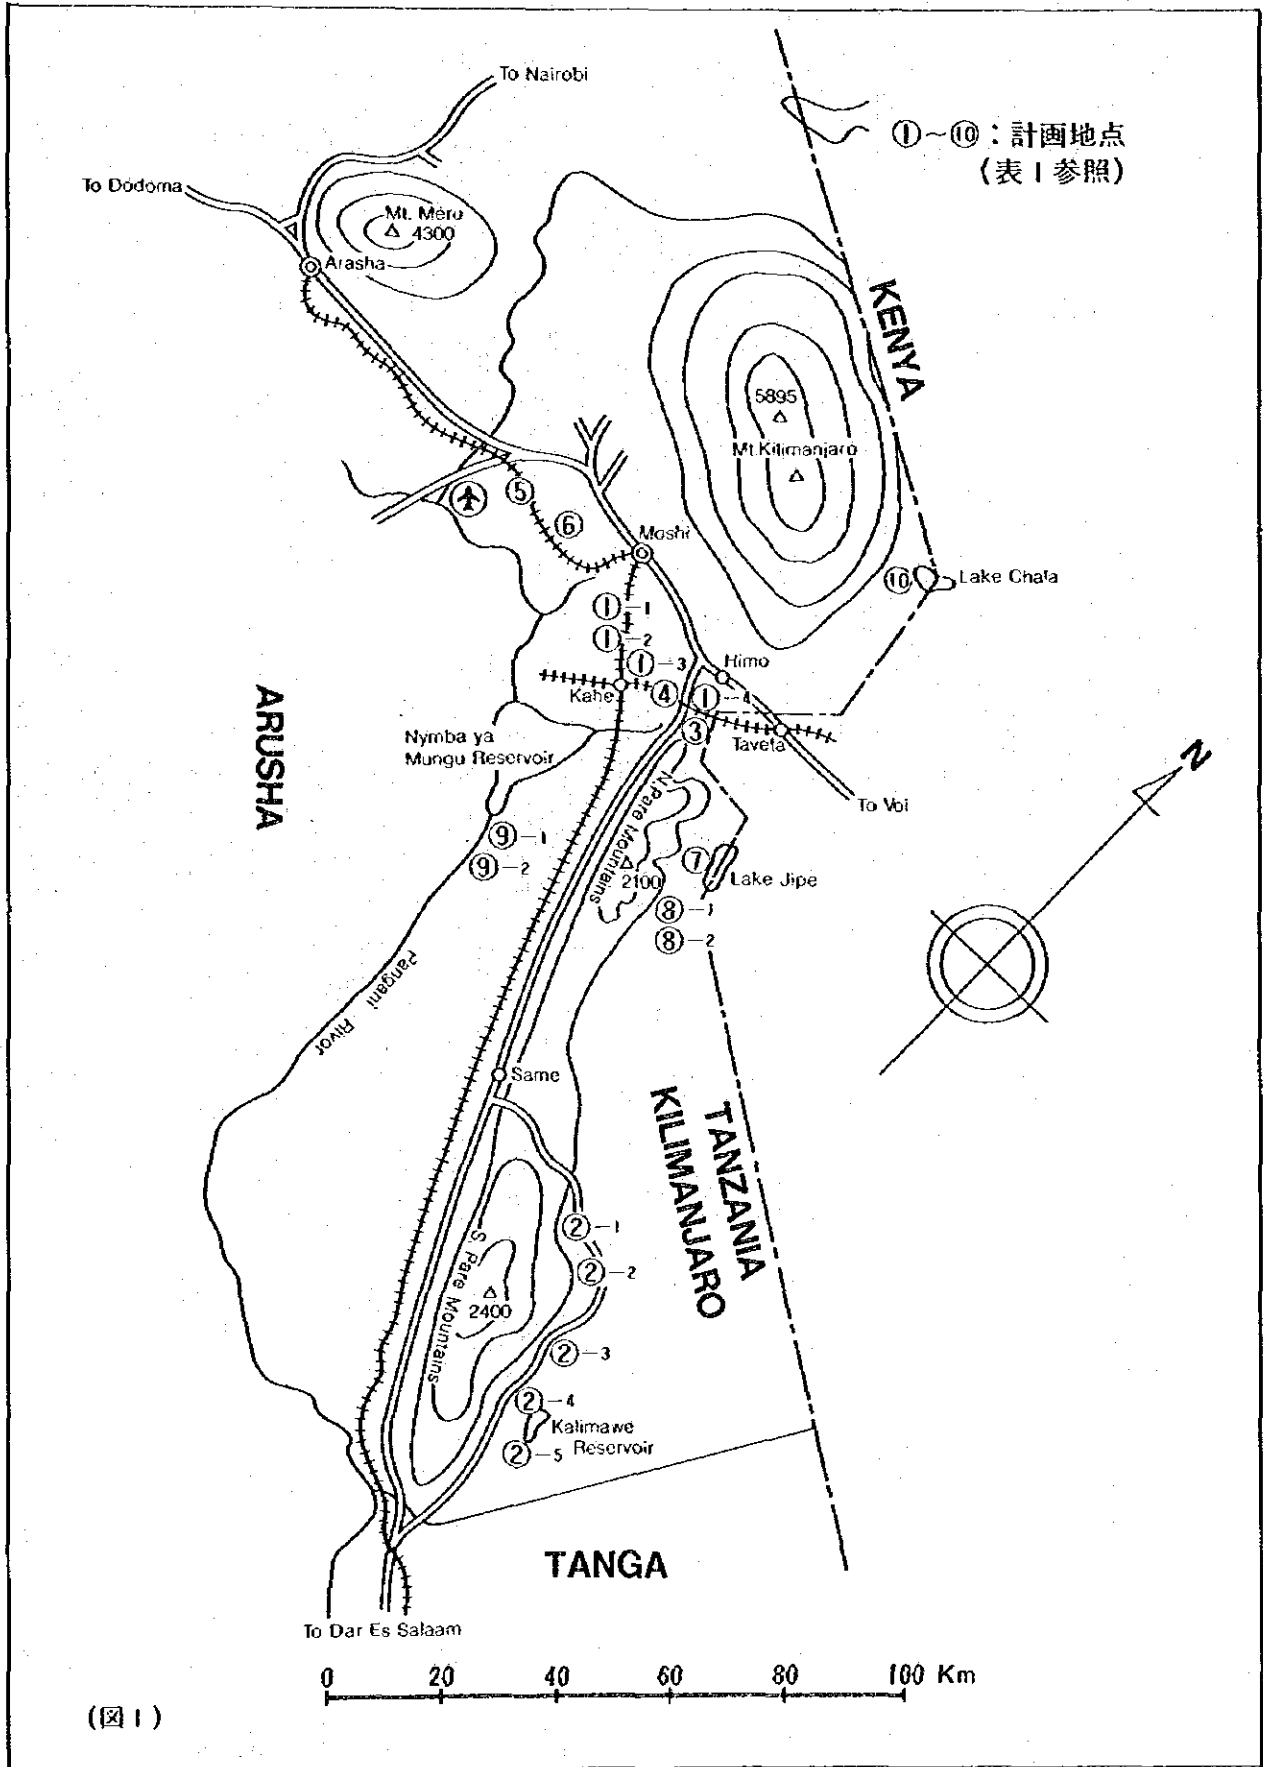 To Nairobi
①~⑩:計画地点
(表1参照)
To Dodoma
Mt. Meru
4300
Arasha
KENYA
5895
Mt.Kilimanjaro
⑤
⑥
Moshi
⑩
Lake Chala
①-1
①-2
①-3
Himo
Kahe
④
①-4
③
Taveta
ARUSHA
Nymba ya
Mungu Reservoir
N
To Voi
N.Pare Mountains
2100
⑨-1
⑨-2
⑦
Lake Jipe
⑧-1
⑧-2
Pangani River
Same
TANZANIA
KILIMANJARO
②-1
②-2
S. Pare Mountains
2400
②-3
②-4
Kalimawe
Reservoir
②-5
TANGA
To Dar Es Salaam
0 20 40 60 80 100 Km
(図1)